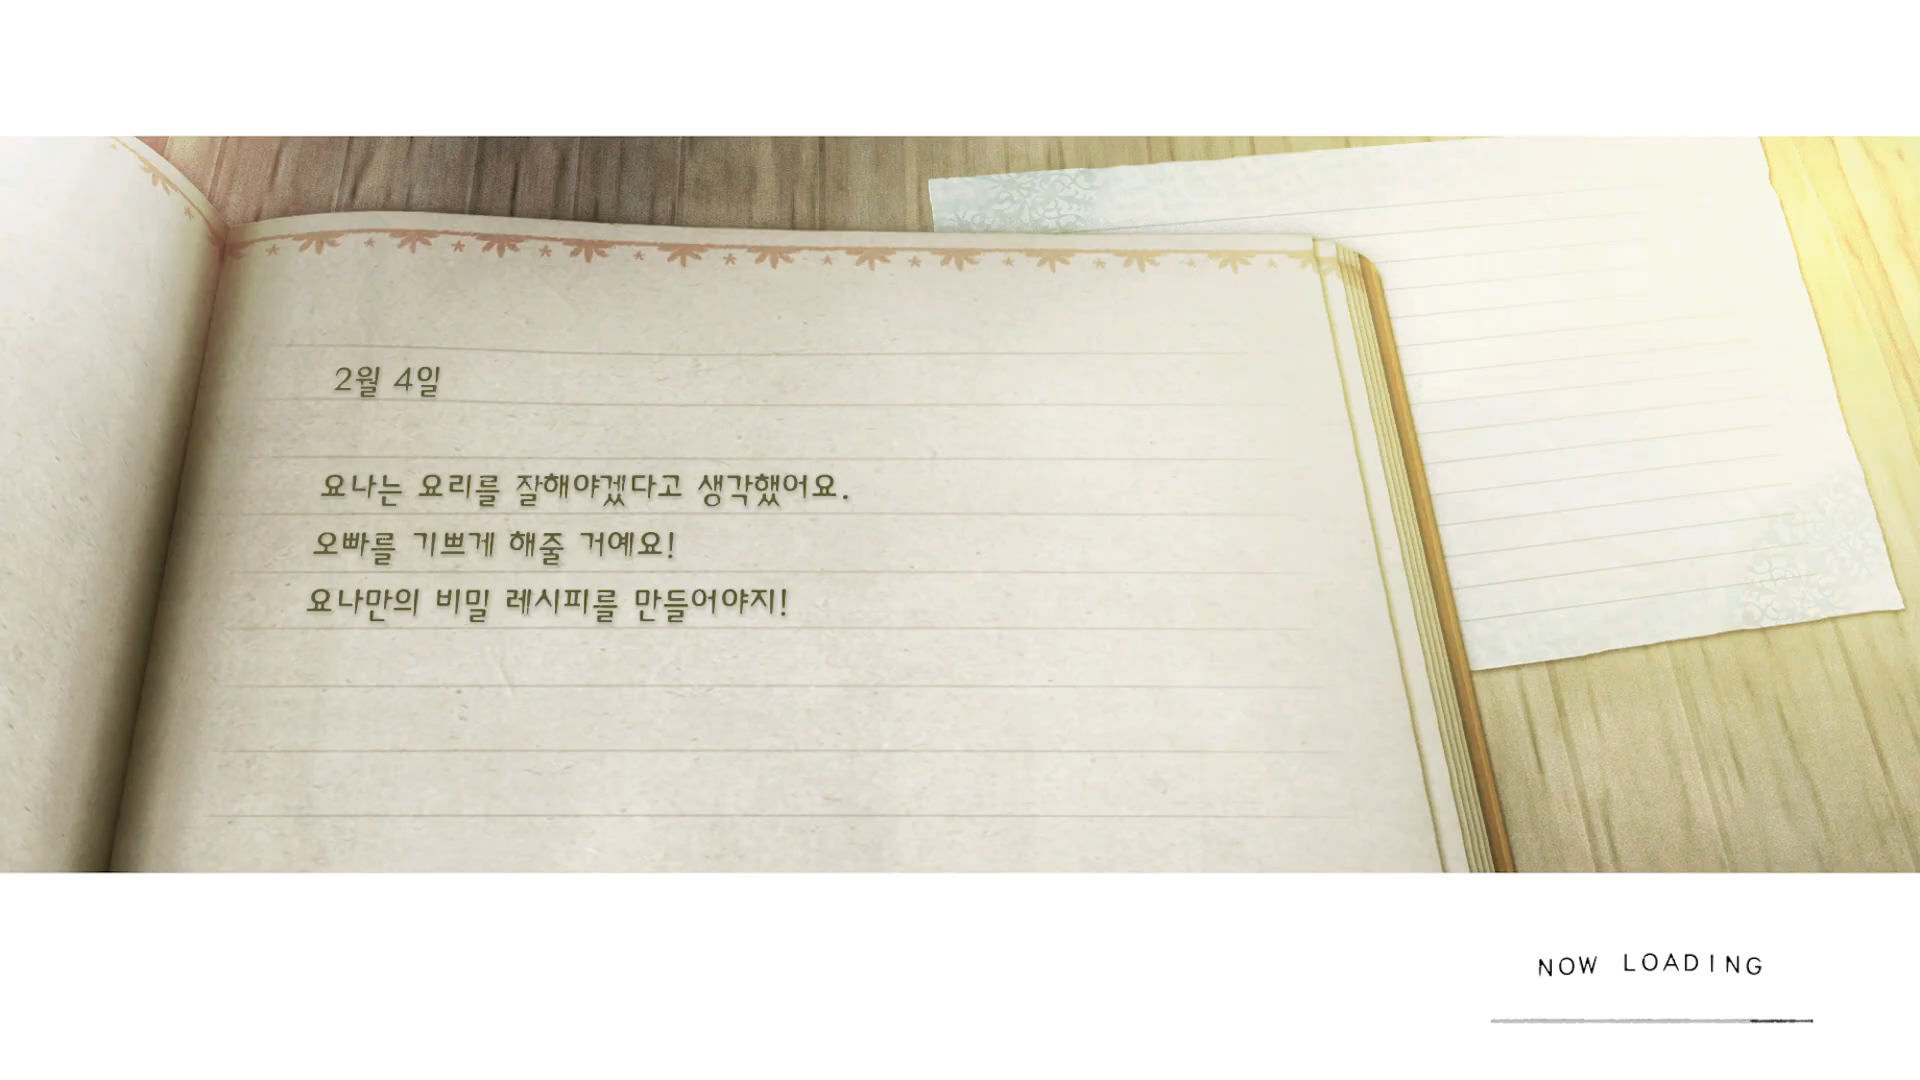 2월 4일
요나는 요리를 잘해야겠다고 생각했어요.
오빠를 기쁘게 해줄 거예요!
요나만의 비밀 레시피를 만들어야지!
NOW LOADING